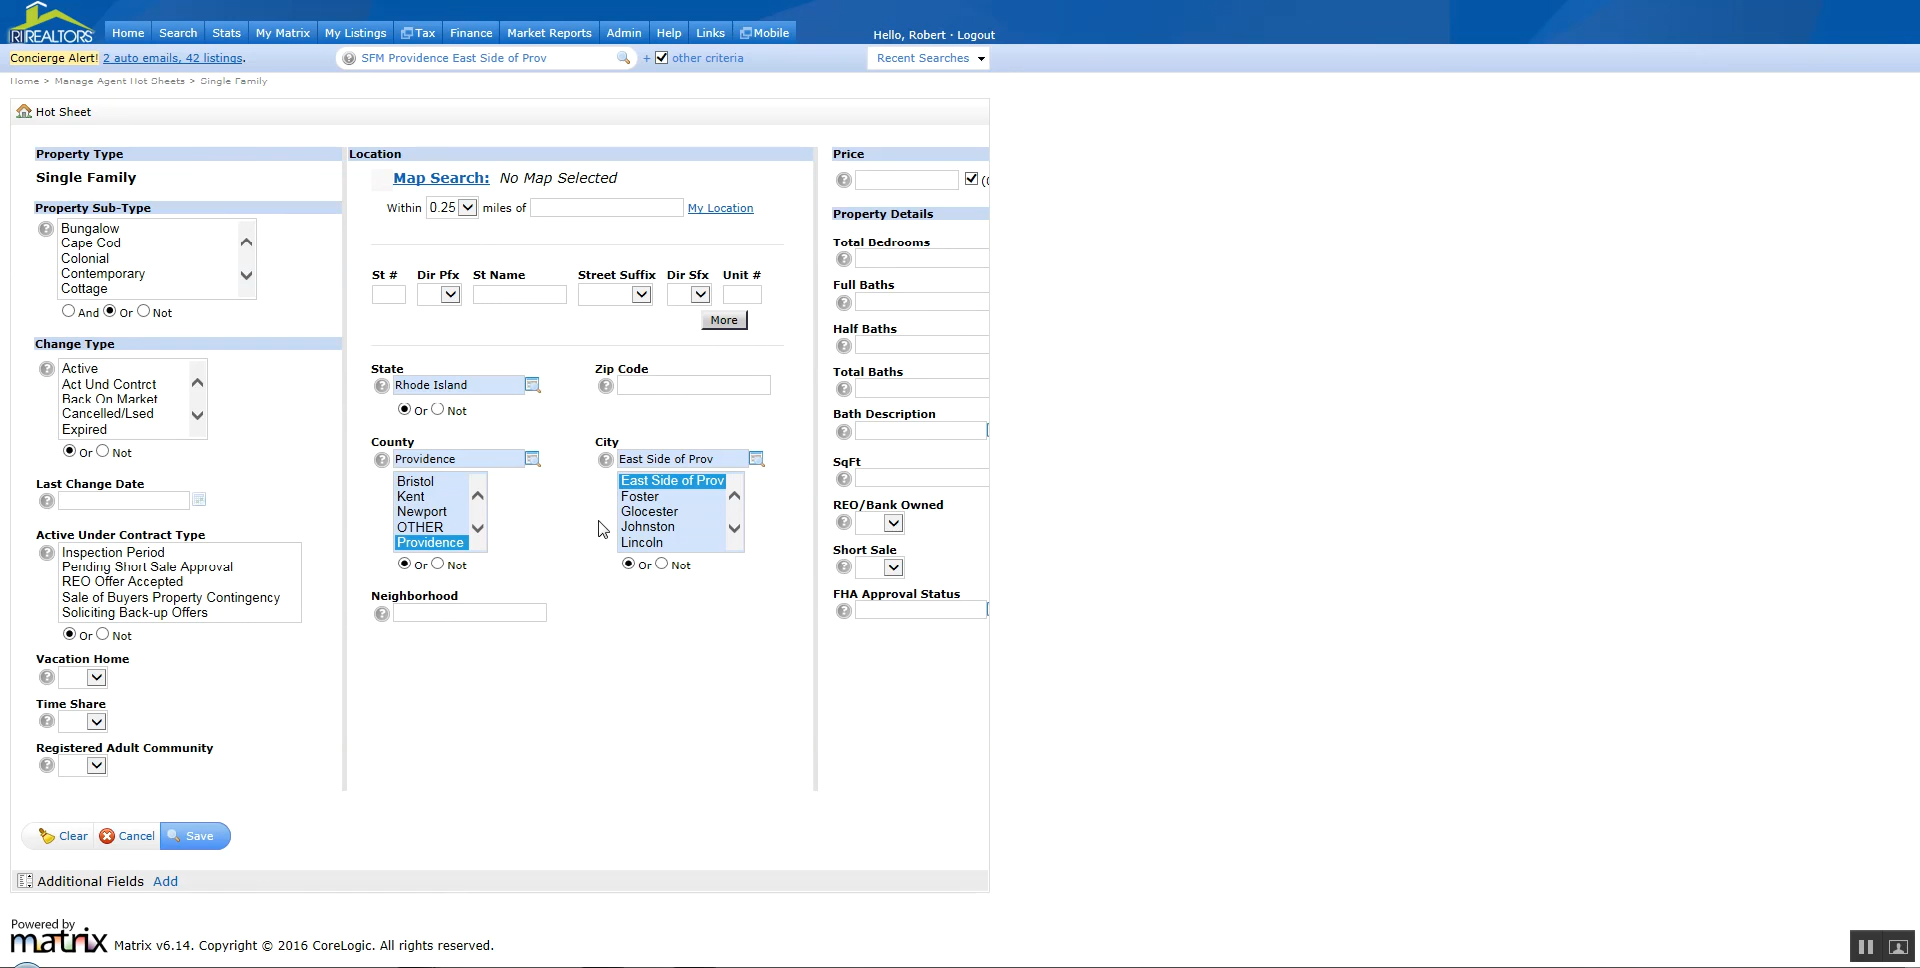 RIREALTORS
Home Search Stats My Matrix My Listings Tax Finance Market Reports Admin Help Links Mobile
Hello, Robert · Logout
Concierge Alert! 2 auto emails, 42 listings.
SFM Providence East Side of Prov
+ other criteria
Recent Searches
Home > Manage Agent Hot Sheets > Single Family
Hot Sheet
Property Type
Single Family
Property Sub-Type
Bungalow
Cape Cod
Colonial
Contemporary
Cottage
And Or Not
Change Type
Active
Act Und Contrct
Back On Market
Cancelled/Lsed
Expired
Or Not
Last Change Date
Active Under Contract Type
Inspection Period
Pending Short Sale Approval
REO Offer Accepted
Sale of Buyers Property Contingency
Soliciting Back-up Offers
Or Not
Vacation Home
Time Share
Registered Adult Community
Location
Map Search: No Map Selected
Within 0.25 miles of My Location
St # Dir Pfx St Name Street Suffix Dir Sfx Unit #
More
State
Rhode Island
Or Not
Zip Code
County
Providence
Bristol
Kent
Newport
OTHER
Providence
Or Not
City
East Side of Prov
East Side of Prov
Foster
Glocester
Johnston
Lincoln
Or Not
Neighborhood
Price
Property Details
Total Bedrooms
Full Baths
Half Baths
Total Baths
Bath Description
SqFt
REO/Bank Owned
Short Sale
FHA Approval Status
Clear Cancel Save
Additional Fields Add
Powered by
matrix Matrix v6.14. Copyright © 2016 CoreLogic. All rights reserved.